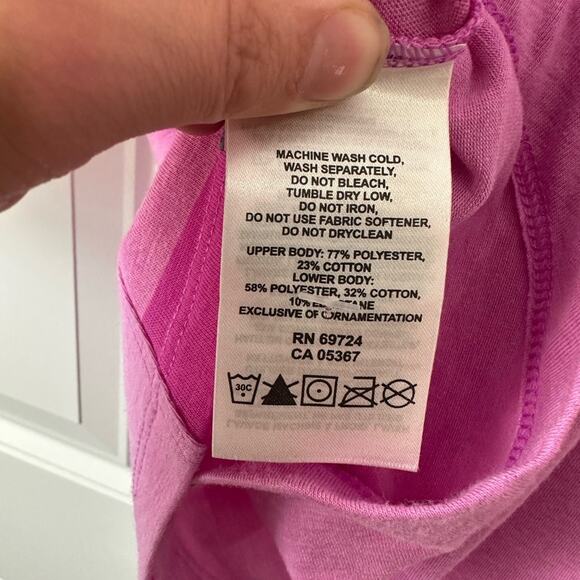 MACHINE WASH COLD,
WASH SEPARATELY,
DO NOT BLEACH,
TUMBLE DRY LOW,
DO NOT IRON,
DO NOT USE FABRIC SOFTENER,
DO NOT DRYCLEAN
UPPER BODY: 77% POLYESTER,
23% COTTON
LOWER BODY:
58% POLYESTER, 32% COTTON,
10%
EXCLUSIVE OF ORNAMENTATION
RN 69724
CA 05367
30C